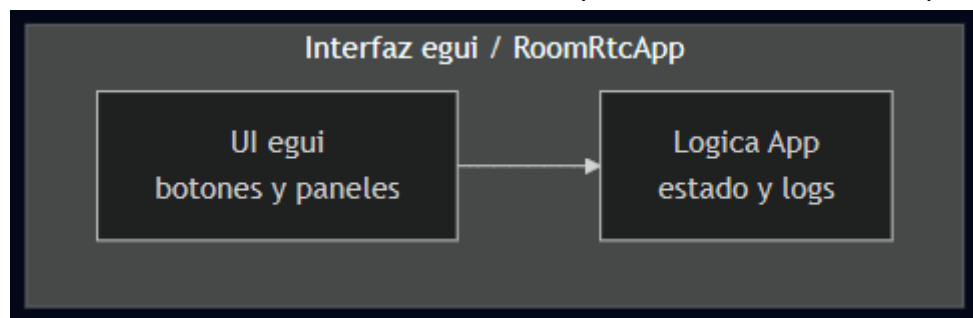 Interfaz egui / RoomRtcApp
UI egui
botones y paneles
Logica App
estado y logs